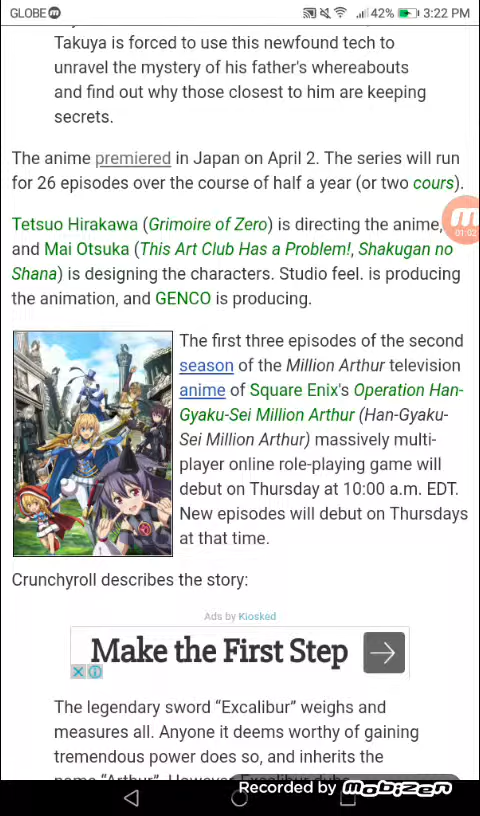 GLOBE 42% 3:22 PM
Takuya is forced to use this newfound tech to
unravel the mystery of his father's whereabouts
and find out why those closest to him are keeping
secrets.
The anime premiered in Japan on April 2. The series will run
for 26 episodes over the course of half a year (or two cours).
Tetsuo Hirakawa (Grimoire of Zero) is directing the anime,
and Mai Otsuka (This Art Club Has a Problem!, Shakugan no
01:02
Shana) is designing the characters. Studio feel. is producing
the animation, and GENCO is producing.
The first three episodes of the second
season of the Million Arthur television
anime of Square Enix's Operation Han-
Gyaku-Sei Million Arthur (Han-Gyaku-
Sei Million Arthur) massively multi-
player online role-playing game will
debut on Thursday at 10:00 a.m. EDT.
New episodes will debut on Thursdays
at that time.
Crunchyroll describes the story:
Ads by Kiosked
Make the First Step
The legendary sword “Excalibur” weighs and
measures all. Anyone it deems worthy of gaining
tremendous power does so, and inherits the
name “Arthur”. However, Excalibur
Recorded by mobizen